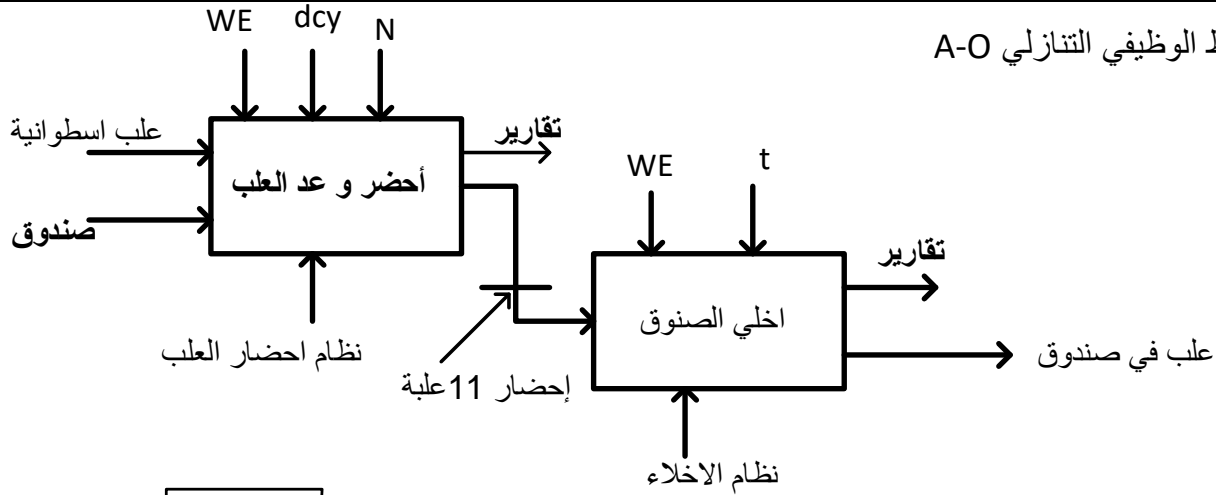 الوظيفي التنازلي A-O
WE
dcy
N
علب اسطوانية
صندوق
أحضر و عد العلب
تقارير
نظام احضار العلب
إحضار 11علبة
WE
t
اخلي الصنوق
تقارير
علب في صندوق
نظام الاخلاء